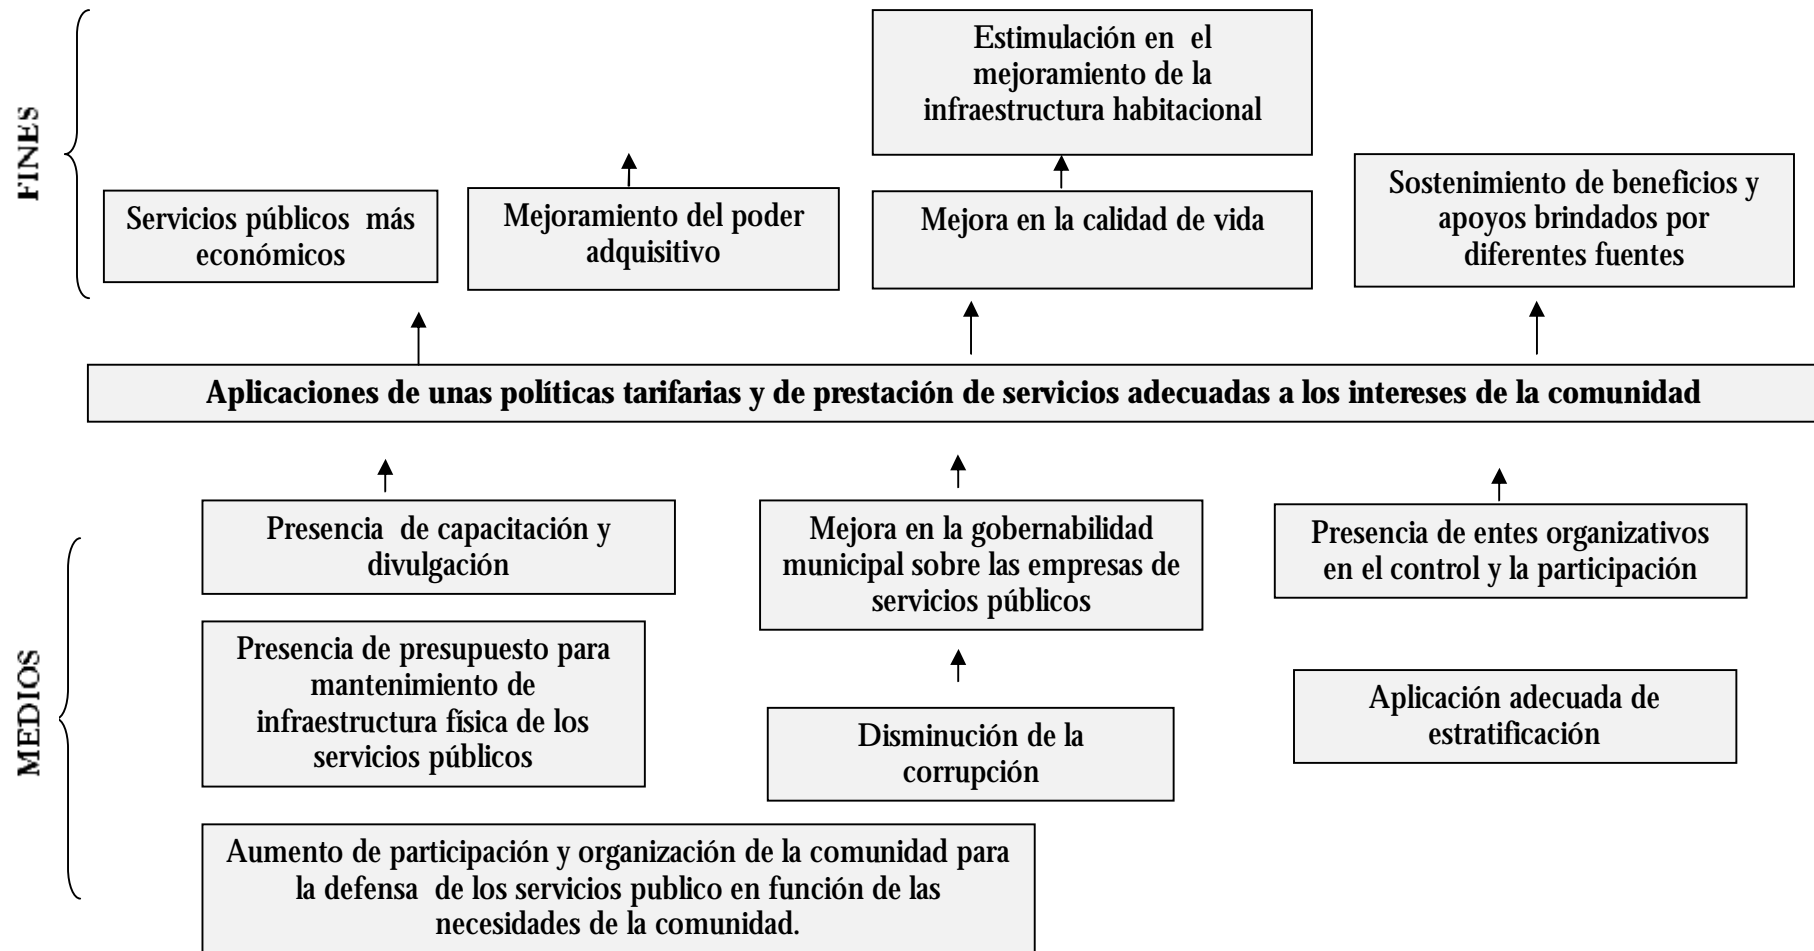 FINES
Estimulación en el
mejoramiento de la
infraestructura habitacional
Servicios públicos más
económicos
Mejoramiento del poder
adquisitivo
Mejora en la calidad de vida
Sostenimiento de beneficios y
apoyos brindados por
diferentes fuentes
Aplicaciones de unas políticas tarifarias y de prestación de servicios adecuadas a los intereses de la comunidad
MEDIOS
Presencia de capacitación y
divulgación
Mejora en la gobernabilidad
municipal sobre las empresas de
servicios públicos
Presencia de entes organizativos
en el control y la participación
Presencia de presupuesto para
mantenimiento de
infraestructura física de los
servicios públicos
Disminución de la
corrupción
Aplicación adecuada de
estratificación
Aumento de participación y organización de la comunidad para
la defensa de los servicios publico en función de las
necesidades de la comunidad.